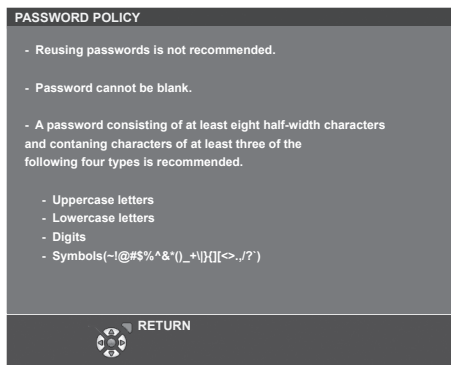 PASSWORD POLICY
- Reusing passwords is not recommended.
- Password cannot be blank.
- A password consisting of at least eight half-width characters
and contaning characters of at least three of the
following four types is recommended.
- Uppercase letters
- Lowercase letters
- Digits
- Symbols(~!@#$%^&*()_+\|}{][<>.,/?`)
RETURN